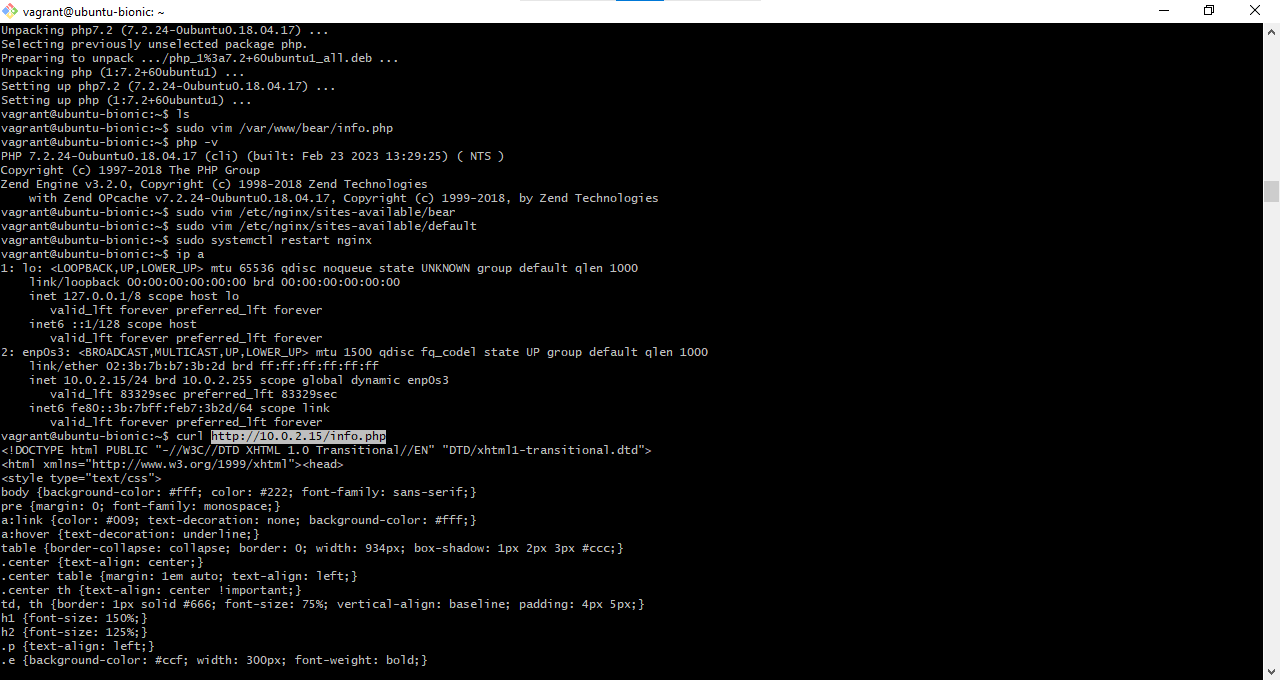 vagrant@ubuntu-bionic: ~
Unpacking php7.2 (7.2.24-0ubuntu0.18.04.17) ...
Selecting previously unselected package php.
Preparing to unpack .../php_1%3a7.2+60ubuntu1_all.deb ...
Unpacking php (1:7.2+60ubuntu1) ...
Setting up php7.2 (7.2.24-0ubuntu0.18.04.17) ...
Setting up php (1:7.2+60ubuntu1) ...
vagrant@ubuntu-bionic:~$ ls
vagrant@ubuntu-bionic:~$ sudo vim /var/www/bear/info.php
vagrant@ubuntu-bionic:~$ php -v
PHP 7.2.24-0ubuntu0.18.04.17 (cli) (built: Feb 23 2023 13:29:25) ( NTS )
Copyright (c) 1997-2018 The PHP Group
Zend Engine v3.2.0, Copyright (c) 1998-2018 Zend Technologies
    with Zend OPcache v7.2.24-0ubuntu0.18.04.17, Copyright (c) 1999-2018, by Zend Technologies
vagrant@ubuntu-bionic:~$ sudo vim /etc/nginx/sites-available/bear
vagrant@ubuntu-bionic:~$ sudo vim /etc/nginx/sites-available/default
vagrant@ubuntu-bionic:~$ sudo systemctl restart nginx
vagrant@ubuntu-bionic:~$ ip a
1: lo: <LOOPBACK,UP,LOWER_UP> mtu 65536 qdisc noqueue state UNKNOWN group default qlen 1000
    link/loopback 00:00:00:00:00:00 brd 00:00:00:00:00:00
    inet 127.0.0.1/8 scope host lo
       valid_lft forever preferred_lft forever
    inet6 ::1/128 scope host
       valid_lft forever preferred_lft forever
2: enp0s3: <BROADCAST,MULTICAST,UP,LOWER_UP> mtu 1500 qdisc fq_codel state UP group default qlen 1000
    link/ether 02:3b:7b:b7:3b:2d brd ff:ff:ff:ff:ff:ff
    inet 10.0.2.15/24 brd 10.0.2.255 scope global dynamic enp0s3
       valid_lft 83329sec preferred_lft 83329sec
    inet6 fe80::3b:7bff:feb7:3b2d/64 scope link
       valid_lft forever preferred_lft forever
vagrant@ubuntu-bionic:~$ curl http://10.0.2.15/info.php
<!DOCTYPE html PUBLIC "-//W3C//DTD XHTML 1.0 Transitional//EN" "DTD/xhtml1-transitional.dtd">
<html xmlns="http://www.w3.org/1999/xhtml"><head>
<style type="text/css">
body {background-color: #fff; color: #222; font-family: sans-serif;}
pre {margin: 0; font-family: monospace;}
a:link {color: #009; text-decoration: none; background-color: #fff;}
a:hover {text-decoration: underline;}
table {border-collapse: collapse; border: 0; width: 934px; box-shadow: 1px 2px 3px #ccc;}
.center {text-align: center;}
.center table {margin: 1em auto; text-align: left;}
.center th {text-align: center !important;}
td, th {border: 1px solid #666; font-size: 75%; vertical-align: baseline; padding: 4px 5px;}
h1 {font-size: 150%;}
h2 {font-size: 125%;}
.p {text-align: left;}
.e {background-color: #ccf; width: 300px; font-weight: bold;}